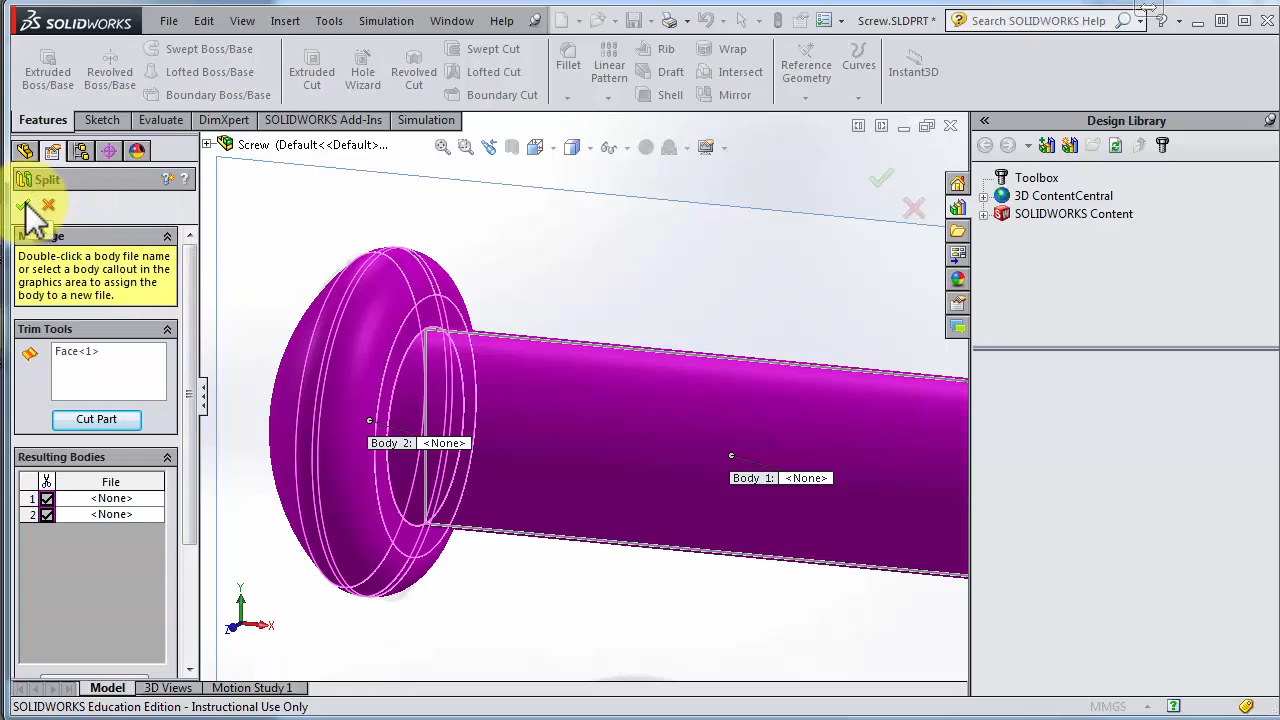 SOLIDWORKS File Edit View Insert Tools Simulation Window Help Screw.SLDPRT * Search SOLIDWORKS Help
Extruded Boss/Base
Revolved Boss/Base
Swept Boss/Base
Lofted Boss/Base
Boundary Boss/Base
Extruded Cut
Hole Wizard
Revolved Cut
Swept Cut
Lofted Cut
Boundary Cut
Fillet
Linear Pattern
Rib
Draft
Shell
Wrap
Intersect
Mirror
Reference Geometry
Curves
Instant3D
Features Sketch Evaluate DimXpert SOLIDWORKS Add-Ins Simulation
Design Library
Screw (Default<<Default>...
Split
Toolbox
3D ContentCentral
SOLIDWORKS Content
Double-click a body file name
or select a body callout in the
graphics area to assign the
body to a new file.
Trim Tools
Face<1>
Cut Part
Body 2: <None>
Body 1: <None>
Resulting Bodies
File
1 <None>
2 <None>
Y
X
Z
Model 3D Views Motion Study 1
SOLIDWORKS Education Edition - Instructional Use Only
MMGS